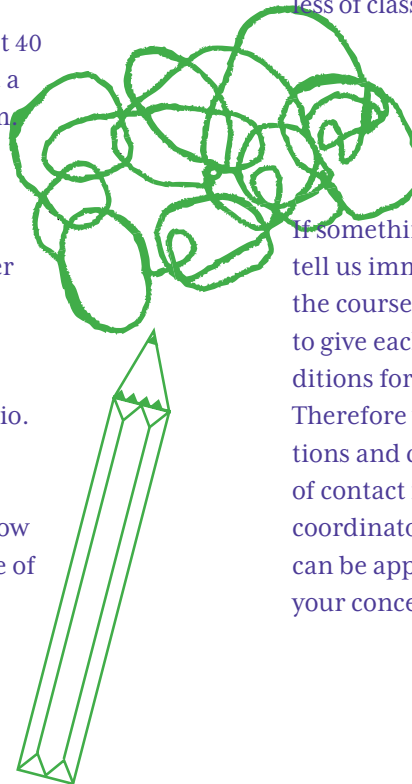 t 40
a
n.
er
io.
ow
e of
less of class
If somethin
tell us imm
the course
to give eac
ditions for
Therefore
tions and c
of contact
coordinato
can be app
your conce